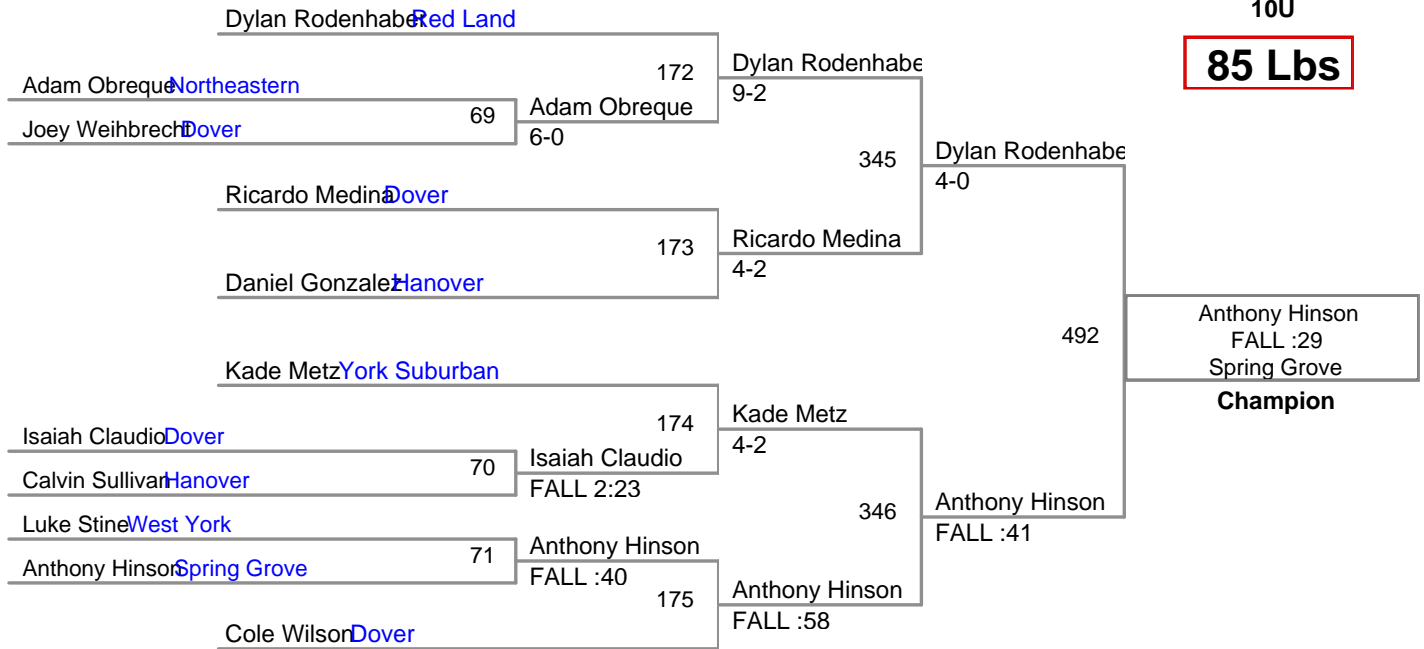 10U
85 Lbs
Dylan Rodenhaber Red Land
Adam Obreque Northeastern
Joey Weihbrecht Dover
69
Adam Obreque
6-0
172
Dylan Rodenhabe
9-2
Ricardo Medina Dover
Daniel Gonzalez Hanover
173
Ricardo Medina
4-2
345
Dylan Rodenhabe
4-0
Kade Metz York Suburban
Isaiah Claudio Dover
Calvin Sullivan Hanover
70
Isaiah Claudio
FALL 2:23
174
Kade Metz
4-2
Luke Stine West York
Anthony Hinson Spring Grove
71
Anthony Hinson
FALL :40
Cole Wilson Dover
175
Anthony Hinson
FALL :58
346
Anthony Hinson
FALL :41
492
Anthony Hinson
FALL :29
Spring Grove
Champion